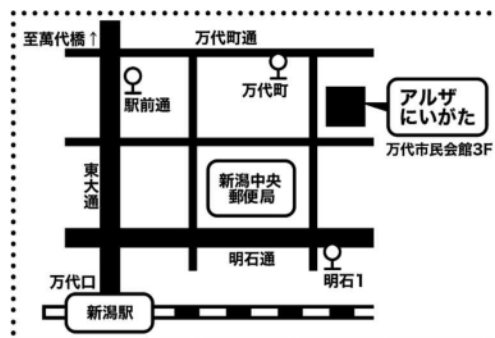 至萬代橋↑
万代町通
駅前通
万代町
アルザ
にいがた
万代市民会館3F
東大通
新潟中央
郵便局
明石通
明石1
万代口
新潟駅